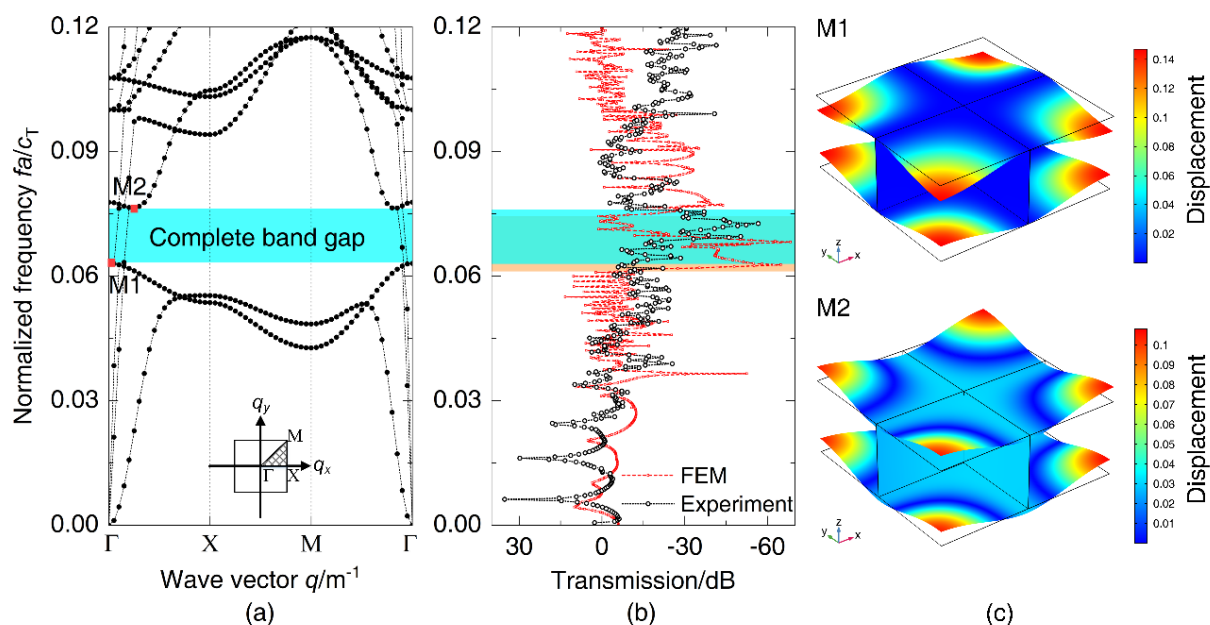 0.12
0.09
0.06
0.03
0.00
Normalized frequency fa/cT
M2
Complete band gap
M1
qy
M
Γ
X
qx
Γ
X
M
Γ
Wave vector q/m⁻¹
(a)
0.12
0.09
0.06
0.03
0.00
FEM
Experiment
30
0
-30
-60
Transmission/dB
(b)
M1
0.14
0.12
0.10
0.08
0.06
0.04
0.02
Displacement
z
y
x
M2
0.1
0.09
0.08
0.07
0.06
0.05
0.04
0.03
0.02
0.01
Displacement
z
y
x
(c)